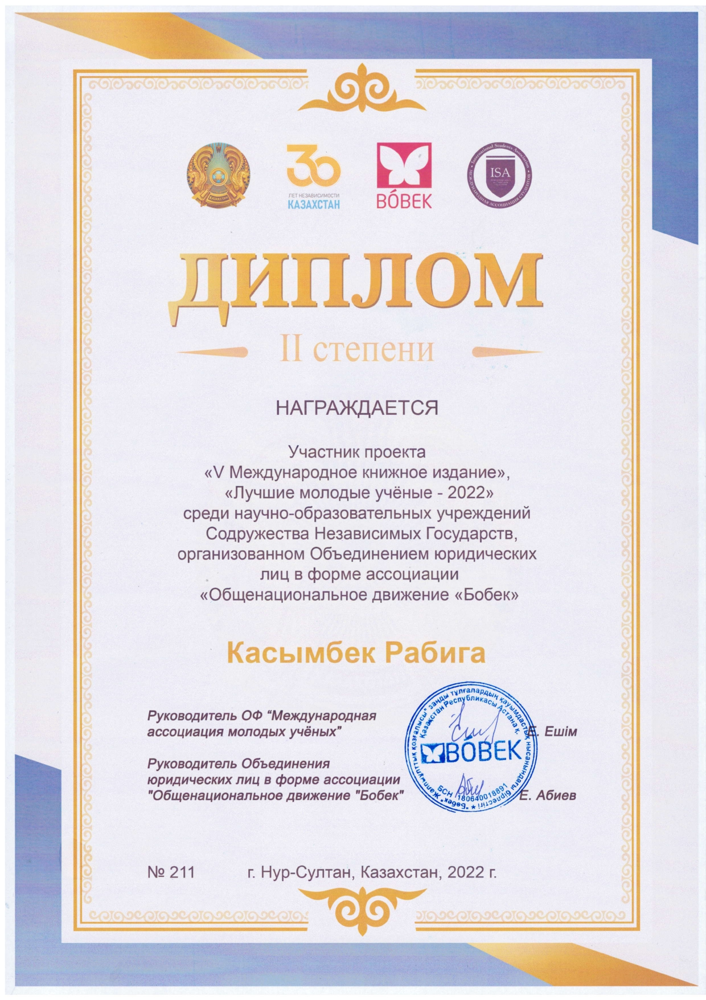 ҚАЗАҚСТАН
30
ЛЕТ НЕЗАВИСИМОСТИ
КАЗАХСТАН
BÓBEK
International Students Association
ISA
МЕЖДУНАРОДНАЯ АССОЦИАЦИЯ СТУДЕНТОВ
ДИПЛОМ
II степени
НАГРАЖДАЕТСЯ
Участник проекта
«V Международное книжное издание»,
«Лучшие молодые учёные - 2022»
среди научно-образовательных учреждений
Содружества Независимых Государств,
организованном Объединением юридических
лиц в форме ассоциации
«Общенациональное движение «Бобек»
Касымбек Рабига
Руководитель ОФ “Международная
ассоциация молодых учёных”
Е. Ешім
Руководитель Объединения
юридических лиц в форме ассоциации
"Общенациональное движение "Бобек"
Е. Абиев
"Бөбек" Жалпыұлттық қозғалысы" заңды тұлғалардың қауымдастық нысанындағы бірлестігі
Қазақстан Республикасы Астана қ.
BÓBEK
БСН 180640018891
№ 211 г. Нур-Султан, Казахстан, 2022 г.